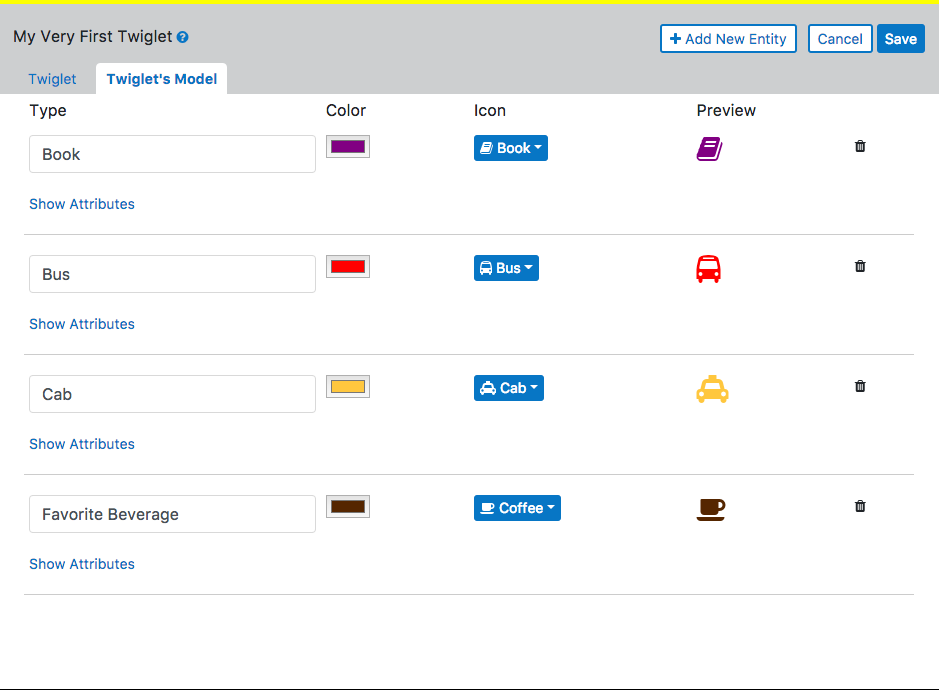 My Very First Twiglet ?
+ Add New Entity Cancel Save
Twiglet Twiglet's Model
Type Color Icon Preview
Book Book
Show Attributes
Bus Bus
Show Attributes
Cab Cab
Show Attributes
Favorite Beverage Coffee
Show Attributes